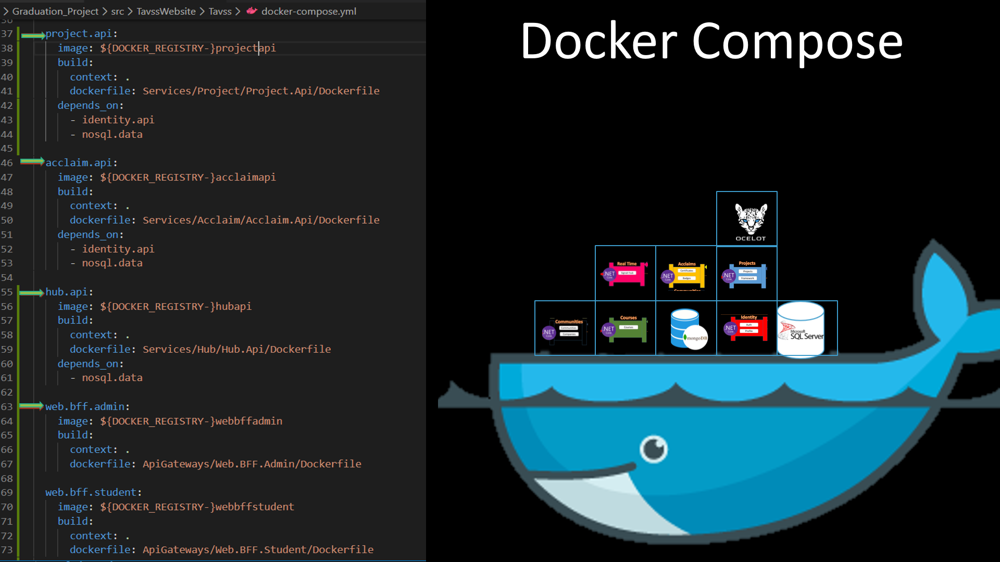 Graduation_Project > src > TavssWebsite > Tavss > docker-compose.yml
36
37 project.api:
38 image: ${DOCKER_REGISTRY-}projectapi
39 build:
40 context: .
41 dockerfile: Services/Project/Project.Api/Dockerfile
42 depends_on:
43 - identity.api
44 - nosql.data
45
46 acclaim.api:
47 image: ${DOCKER_REGISTRY-}acclaimapi
48 build:
49 context: .
50 dockerfile: Services/Acclaim/Acclaim.Api/Dockerfile
51 depends_on:
52 - identity.api
53 - nosql.data
54
55 hub.api:
56 image: ${DOCKER_REGISTRY-}hubapi
57 build:
58 context: .
59 dockerfile: Services/Hub/Hub.Api/Dockerfile
60 depends_on:
61 - nosql.data
62
63 web.bff.admin:
64 image: ${DOCKER_REGISTRY-}webbffadmin
65 build:
66 context: .
67 dockerfile: ApiGateways/Web.BFF.Admin/Dockerfile
68
69 web.bff.student:
70 image: ${DOCKER_REGISTRY-}webbffstudent
71 build:
72 context: .
73 dockerfile: ApiGateways/Web.BFF.Student/Dockerfile
Docker Compose
OCELOT
Real Time
.NET
Core
SignalR hub
Acclaims
.NET
Core
Certificates
Badges
Communities
Projects
.NET
Core
Projects
Framework
Communities
.NET
Core
Communities
Companies
Courses
.NET
Core
Courses
mongoDB
Identity
.NET
Core
Auth
Profile
Microsoft
SQL Server